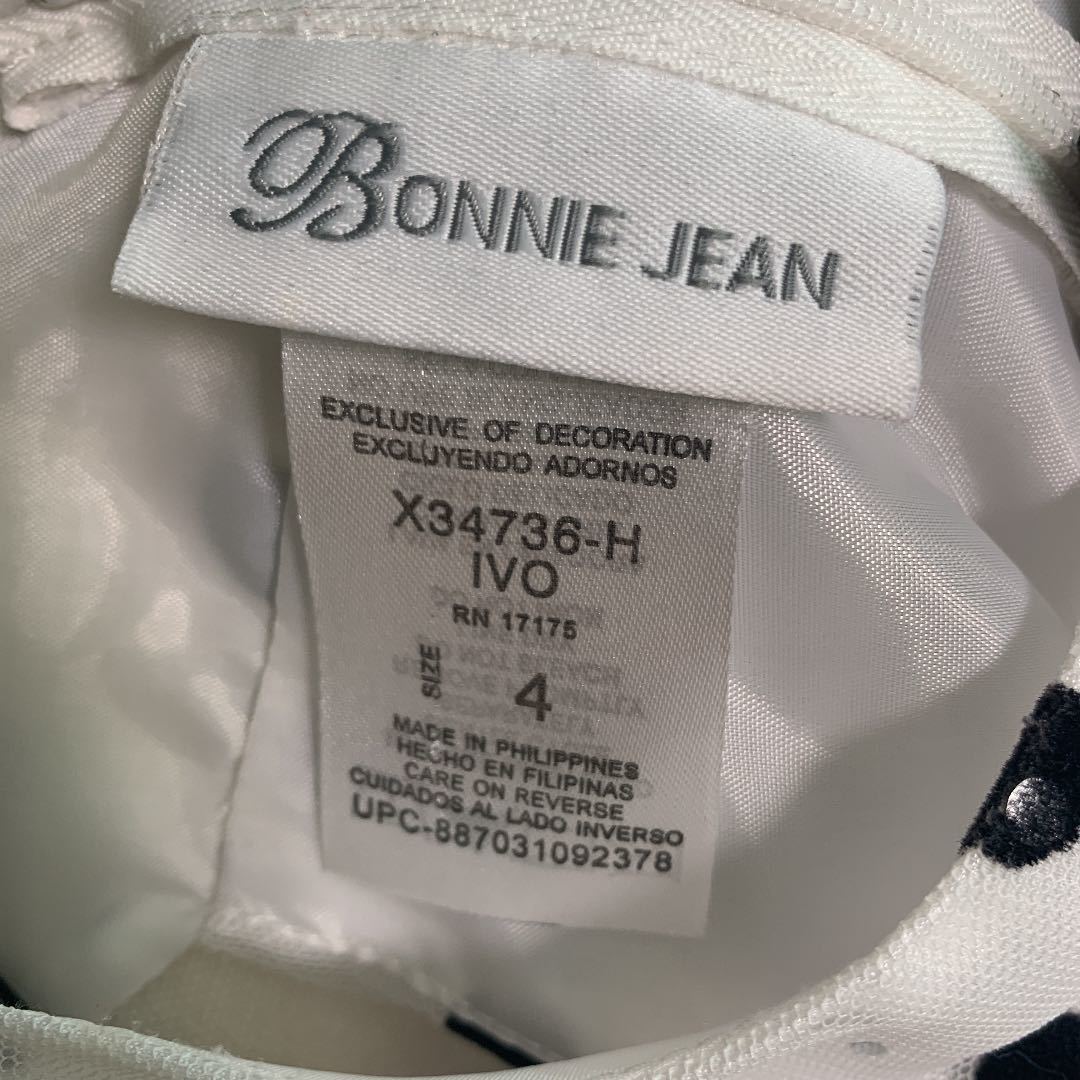 BONNIE JEAN
EXCLUSIVE OF DECORATION
EXCLUYENDO ADORNOS
X34736-H
IVO
RN 17175
SIZE 4
MADE IN PHILIPPINES
HECHO EN FILIPINAS
CARE ON REVERSE
CUIDADOS AL LADO INVERSO
UPC-887031092378